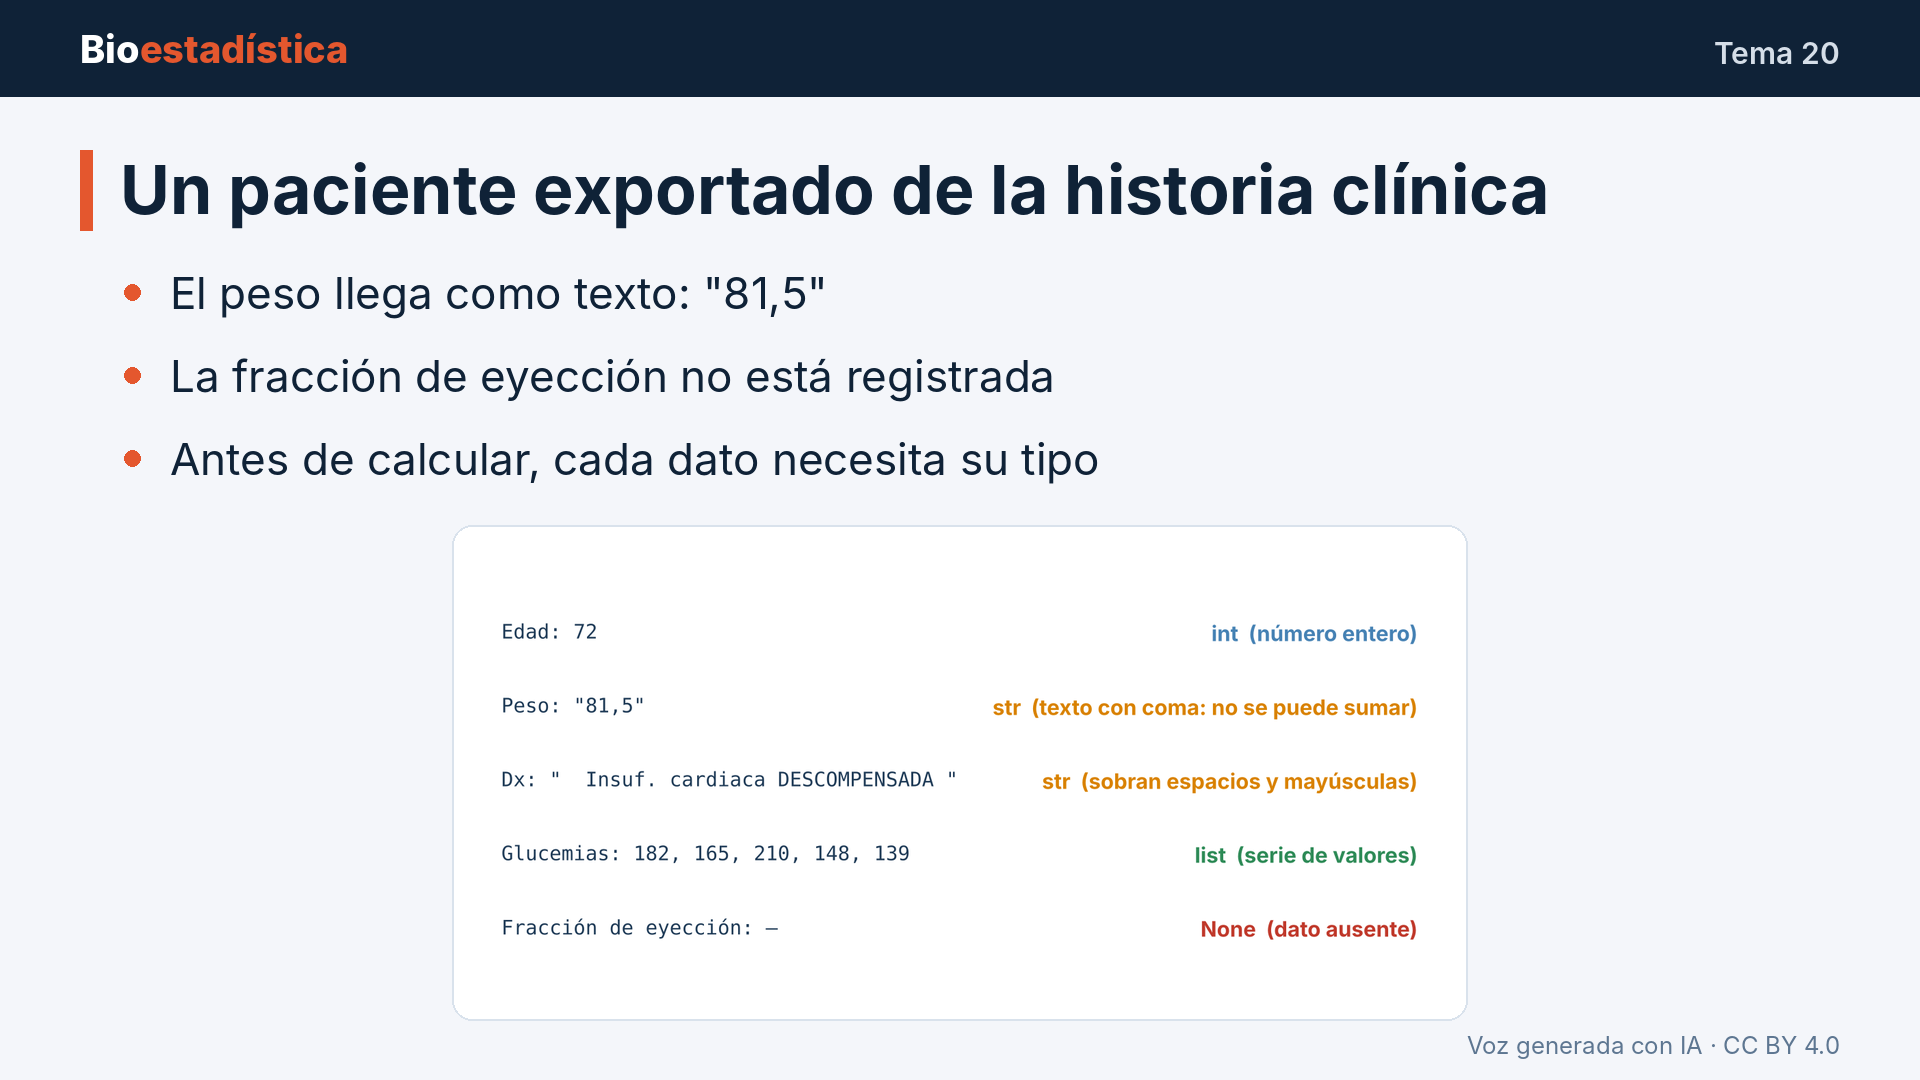 Bioestadística
Tema 20
Un paciente exportado de la historia clínica
El peso llega como texto: "81,5"
La fracción de eyección no está registrada
Antes de calcular, cada dato necesita su tipo
Edad: 72 int (número entero)
Peso: "81,5" str (texto con coma: no se puede sumar)
Dx: "  Insuf. cardiaca DESCOMPENSADA " str (sobran espacios y mayúsculas)
Glucemias: 182, 165, 210, 148, 139 list (serie de valores)
Fracción de eyección: — None (dato ausente)
Voz generada con IA · CC BY 4.0